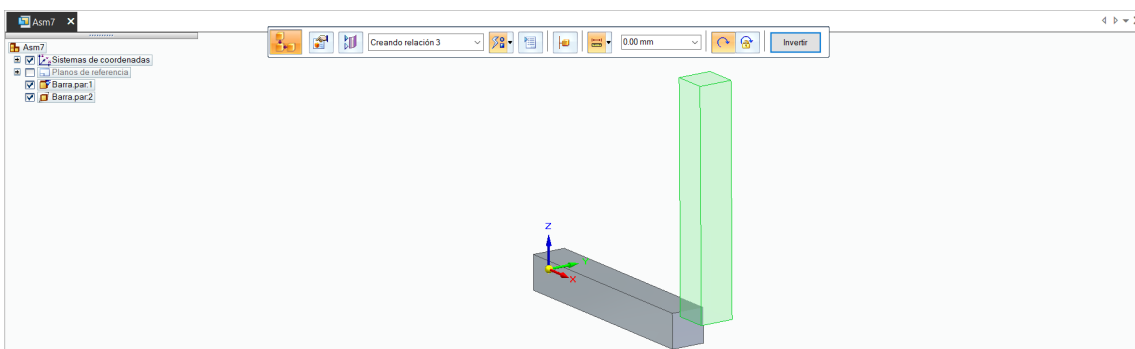 Asm7
Creando relación 3
0.00 mm
Invertir
Asm7
Sistemas de coordenadas
Planos de referencia
Barra.par:1
Barra.par:2
Z
Y
X